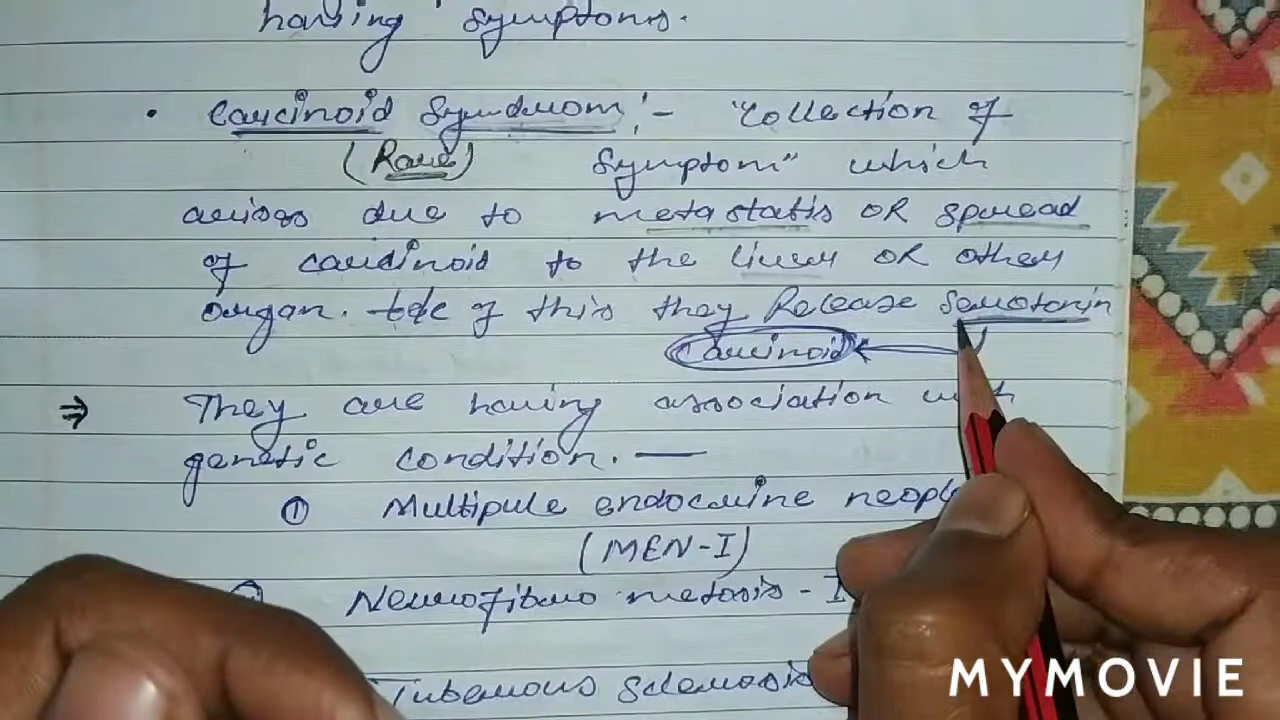 having symptoms.
• Carcinoid Syndrom :- "Collection of
(Rare) Symptom" which
arises due to metastatis OR spread
of carcinoid to the liver OR other
organ. b/c of this they Release Serotonin
Carcinoid
⇒ They are having association with
genetic condition. —
① Multipule endocrine neopl
(MEN-I)
Neurofibro metosis - I
Tuberous sclerosis
MYMOVIE